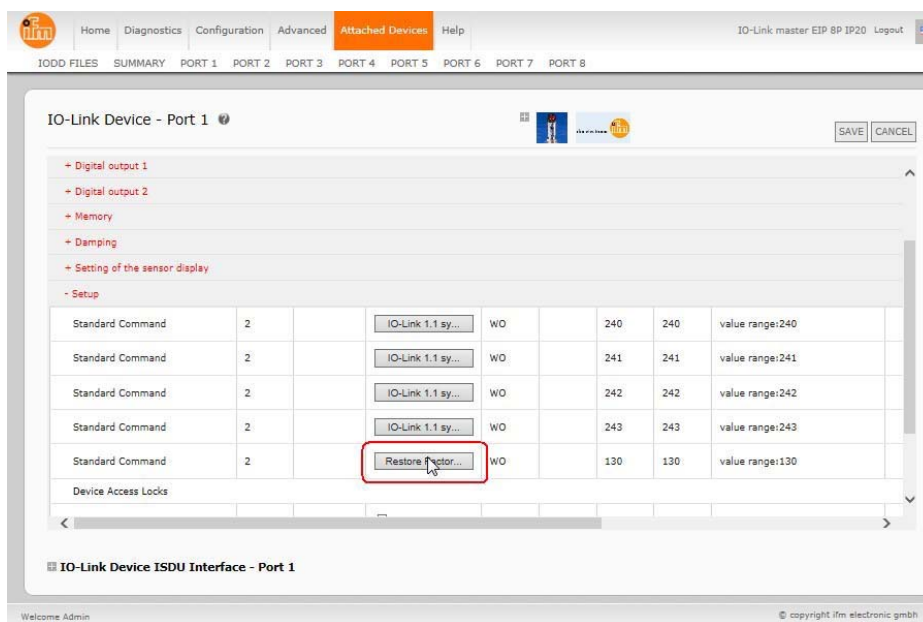 ifm
Home Diagnostics Configuration Advanced Attached Devices Help
IO-Link master EIP 8P IP20 Logout
IODD FILES SUMMARY PORT 1 PORT 2 PORT 3 PORT 4 PORT 5 PORT 6 PORT 7 PORT 8
IO-Link Device - Port 1
ifm
SAVE CANCEL
+ Digital output 1
+ Digital output 2
+ Memory
+ Damping
+ Setting of the sensor display
- Setup
Standard Command 2 IO-Link 1.1 sy... WO 240 240 value range:240
Standard Command 2 IO-Link 1.1 sy... WO 241 241 value range:241
Standard Command 2 IO-Link 1.1 sy... WO 242 242 value range:242
Standard Command 2 IO-Link 1.1 sy... WO 243 243 value range:243
Standard Command 2 Restore Factor... WO 130 130 value range:130
Device Access Locks
IO-Link Device ISDU Interface - Port 1
Welcome Admin
© copyright ifm electronic gmbh